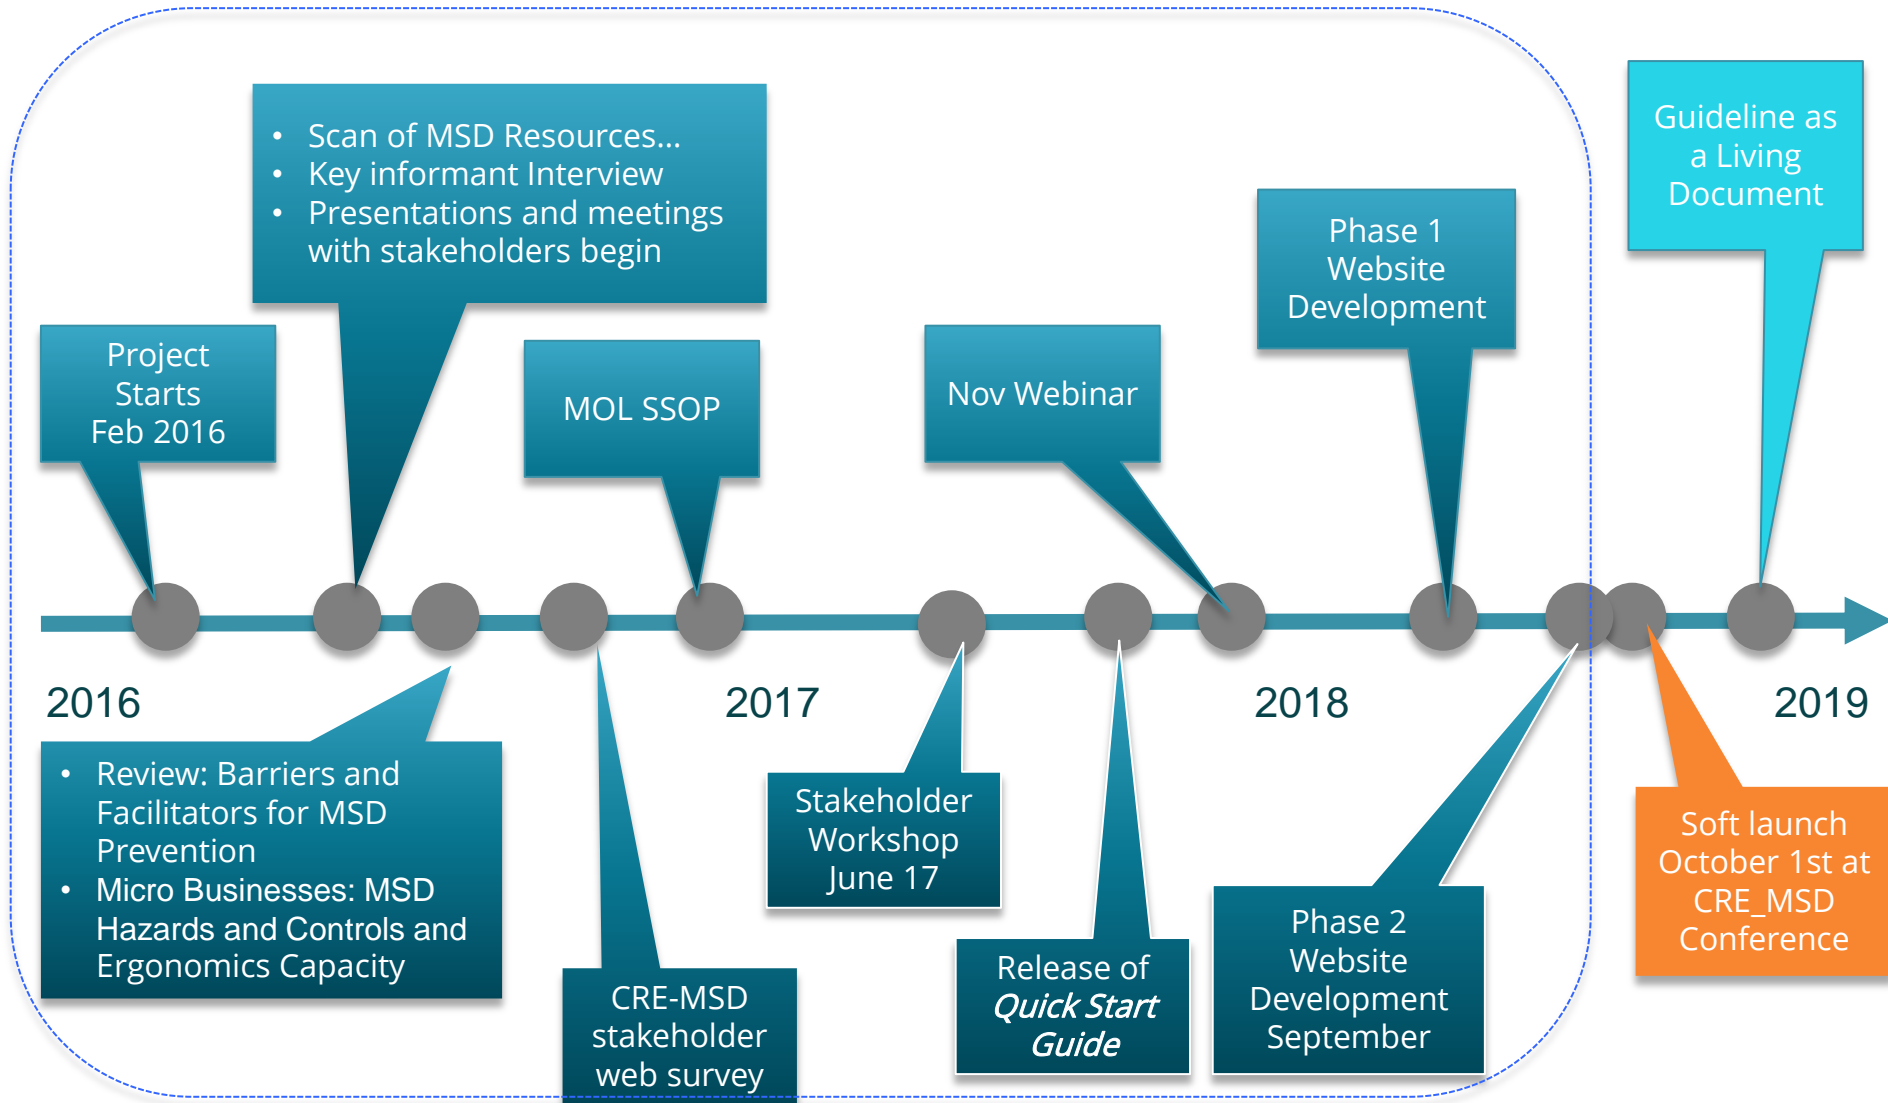 • Scan of MSD Resources…
• Key informant Interview
• Presentations and meetings
with stakeholders begin
Guideline as
a Living
Document
Phase 1
Website
Development
Project
Starts
Feb 2016
MOL SSOP
Nov Webinar
2016
2017
2018
2019
• Review: Barriers and
Facilitators for MSD
Prevention
• Micro Businesses: MSD
Hazards and Controls and
Ergonomics Capacity
CRE-MSD
stakeholder
web survey
Stakeholder
Workshop
June 17
Release of
Quick Start
Guide
Phase 2
Website
Development
September
Soft launch
October 1st at
CRE_MSD
Conference